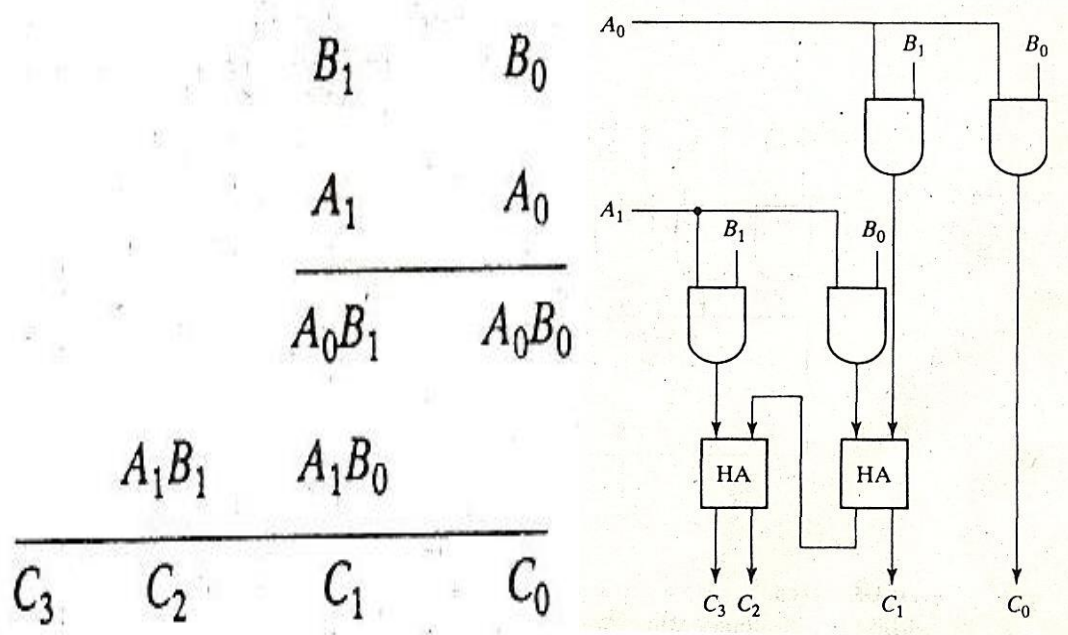 B₁ B₀
A₁ A₀
A₀B₁ A₀B₀
A₁B₁ A₁B₀
C₃ C₂ C₁ C₀
A₀
B₁ B₀
A₁
B₁ B₀
HA HA
C₃ C₂ C₁ C₀